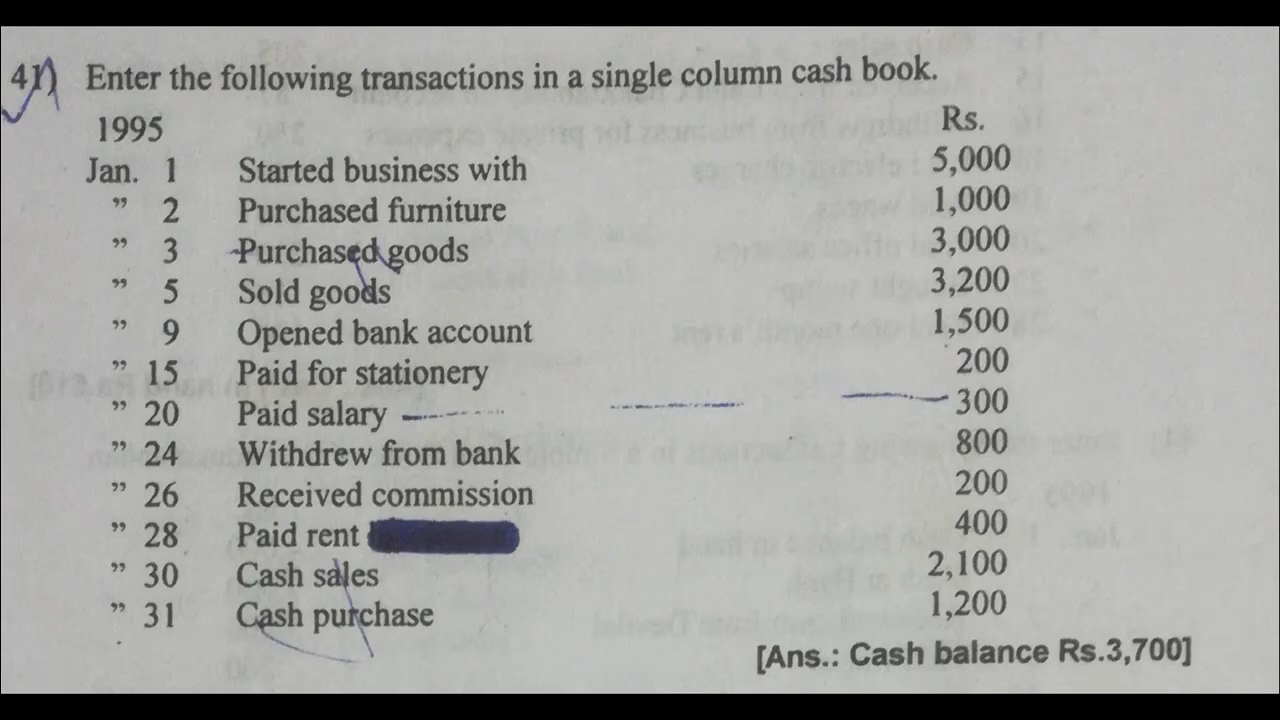 41) Enter the following transactions in a single column cash book.
1995 Rs.
Jan. 1 Started business with 5,000
” 2 Purchased furniture 1,000
” 3 Purchased goods 3,000
” 5 Sold goods 3,200
” 9 Opened bank account 1,500
” 15 Paid for stationery 200
” 20 Paid salary 300
” 24 Withdrew from bank 800
” 26 Received commission 200
” 28 Paid rent 400
” 30 Cash sales 2,100
” 31 Cash purchase 1,200
[Ans.: Cash balance Rs.3,700]